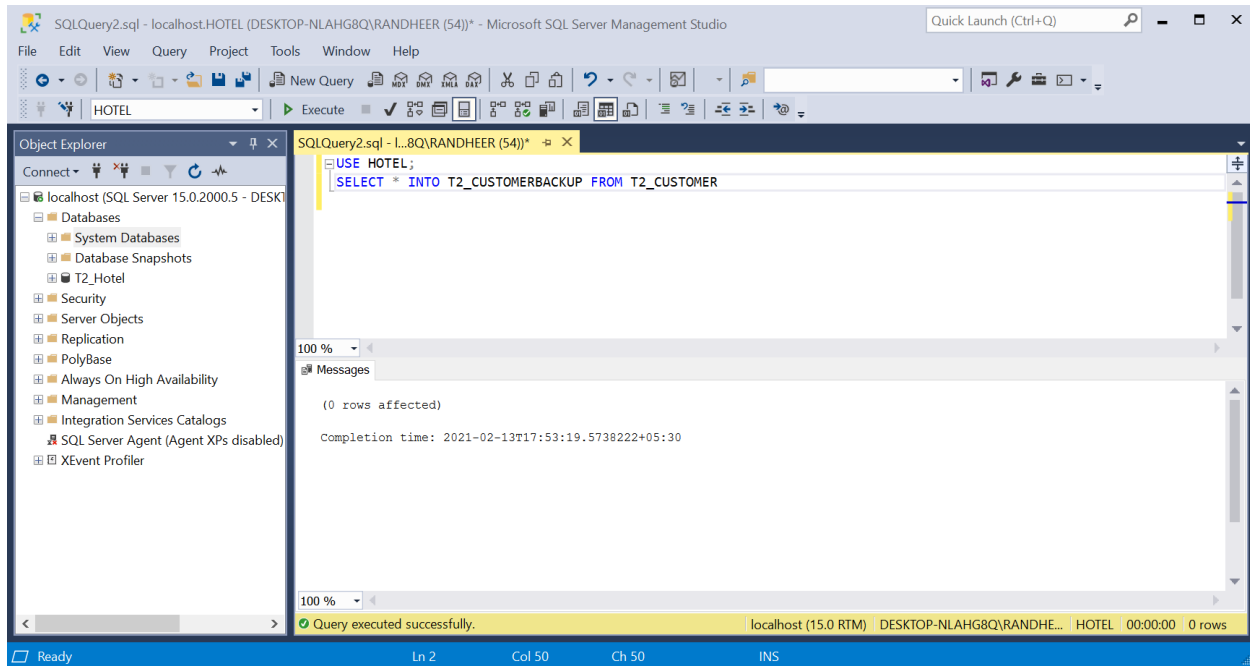 SQLQuery2.sql - localhost.HOTEL (DESKTOP-NLAHG8Q\RANDHEER (54))* - Microsoft SQL Server Management Studio
Quick Launch (Ctrl+Q)
File Edit View Query Project Tools Window Help
New Query MDX DMX XMLA DAX
HOTEL Execute
Object Explorer
SQLQuery2.sql - l...8Q\RANDHEER (54))*
Connect
localhost (SQL Server 15.0.2000.5 - DESKT
Databases
System Databases
Database Snapshots
T2_Hotel
Security
Server Objects
Replication
PolyBase
Always On High Availability
Management
Integration Services Catalogs
SQL Server Agent (Agent XPs disabled)
XEvent Profiler
USE HOTEL;
SELECT * INTO T2_CUSTOMERBACKUP FROM T2_CUSTOMER
100 %
Messages
(0 rows affected)
Completion time: 2021-02-13T17:53:19.5738222+05:30
100 %
Query executed successfully. localhost (15.0 RTM) DESKTOP-NLAHG8Q\RANDHE... HOTEL 00:00:00 0 rows
Ready Ln 2 Col 50 Ch 50 INS